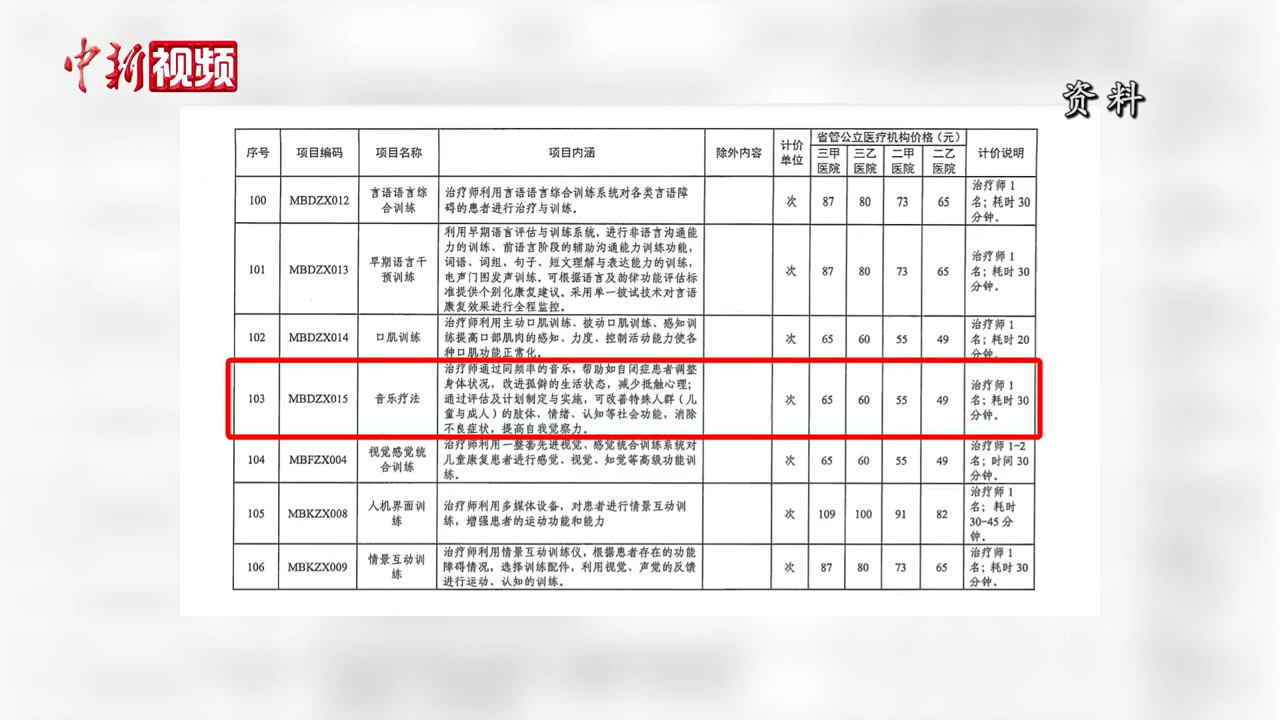 中新视频
资料
序号 项目编码 项目名称 项目内涵 除外内容 计价单位 省管公立医疗机构价格(元) 计价说明
三甲医院 三乙医院 二甲医院 二乙医院
100 MBDZX012 言语语言综合训练 治疗师利用言语语言综合训练系统对各类言语障
碍的患者进行治疗与训练。 次 87 80 73 65 治疗师 1
名;耗时 30
分钟。
101 MBDZX013 早期语言干预训练 利用早期语言评估与训练系统,进行非语言沟通能
力的训练、前语言阶段的辅助沟通能力训练功能,
词语、词组、句子、短文理解与表达能力的训练,
电声门图发声训练。可根据语言及韵律功能评估标
准提供个别化康复建议。采用单一被试技术对言语
康复效果进行全程监控。 次 87 80 73 65 治疗师 1
名;耗时 30
分钟。
102 MBDZX014 口肌训练 治疗师利用主动口肌训练、被动口肌训练、感知训
练提高口部肌肉的感知、力度、控制活动能力使各
种口肌功能正常化。 次 65 60 55 49 治疗师 1
名;耗时 20
分钟。
103 MBDZX015 音乐疗法 治疗师通过同频率的音乐,帮助如自闭症患者调整
身体状况,改进孤僻的生活状态,减少抵触心理;
通过评估及计划制定与实施,可改善特殊人群(儿
童与成人)的肢体、情绪、认知等社会功能,消除
不良症状,提高自我觉察力。 次 65 60 55 49 治疗师 1
名;耗时 30
分钟。
104 MBFZX004 视觉感觉统合训练 治疗师利用一整套先进视觉、感觉统合训练系统对
儿童康复患者进行感觉、视觉、知觉等高级功能训
练。 次 65 60 55 49 治疗师 1-2
名;时间 30
分钟。
105 MBKZX008 人机界面训练 治疗师利用多媒体设备,对患者进行情景互动训
练,增强患者的运动功能和能力 次 109 100 91 82 治疗师 1
名;耗时
30-45 分
钟。
106 MBKZX009 情景互动训练 治疗师利用情景互动训练仪,根据患者存在的功能
障碍情况,选择训练配件,利用视觉、声觉的反馈
进行运动、认知的训练。 次 87 80 73 65 治疗师 1
名;耗时 30
分钟。